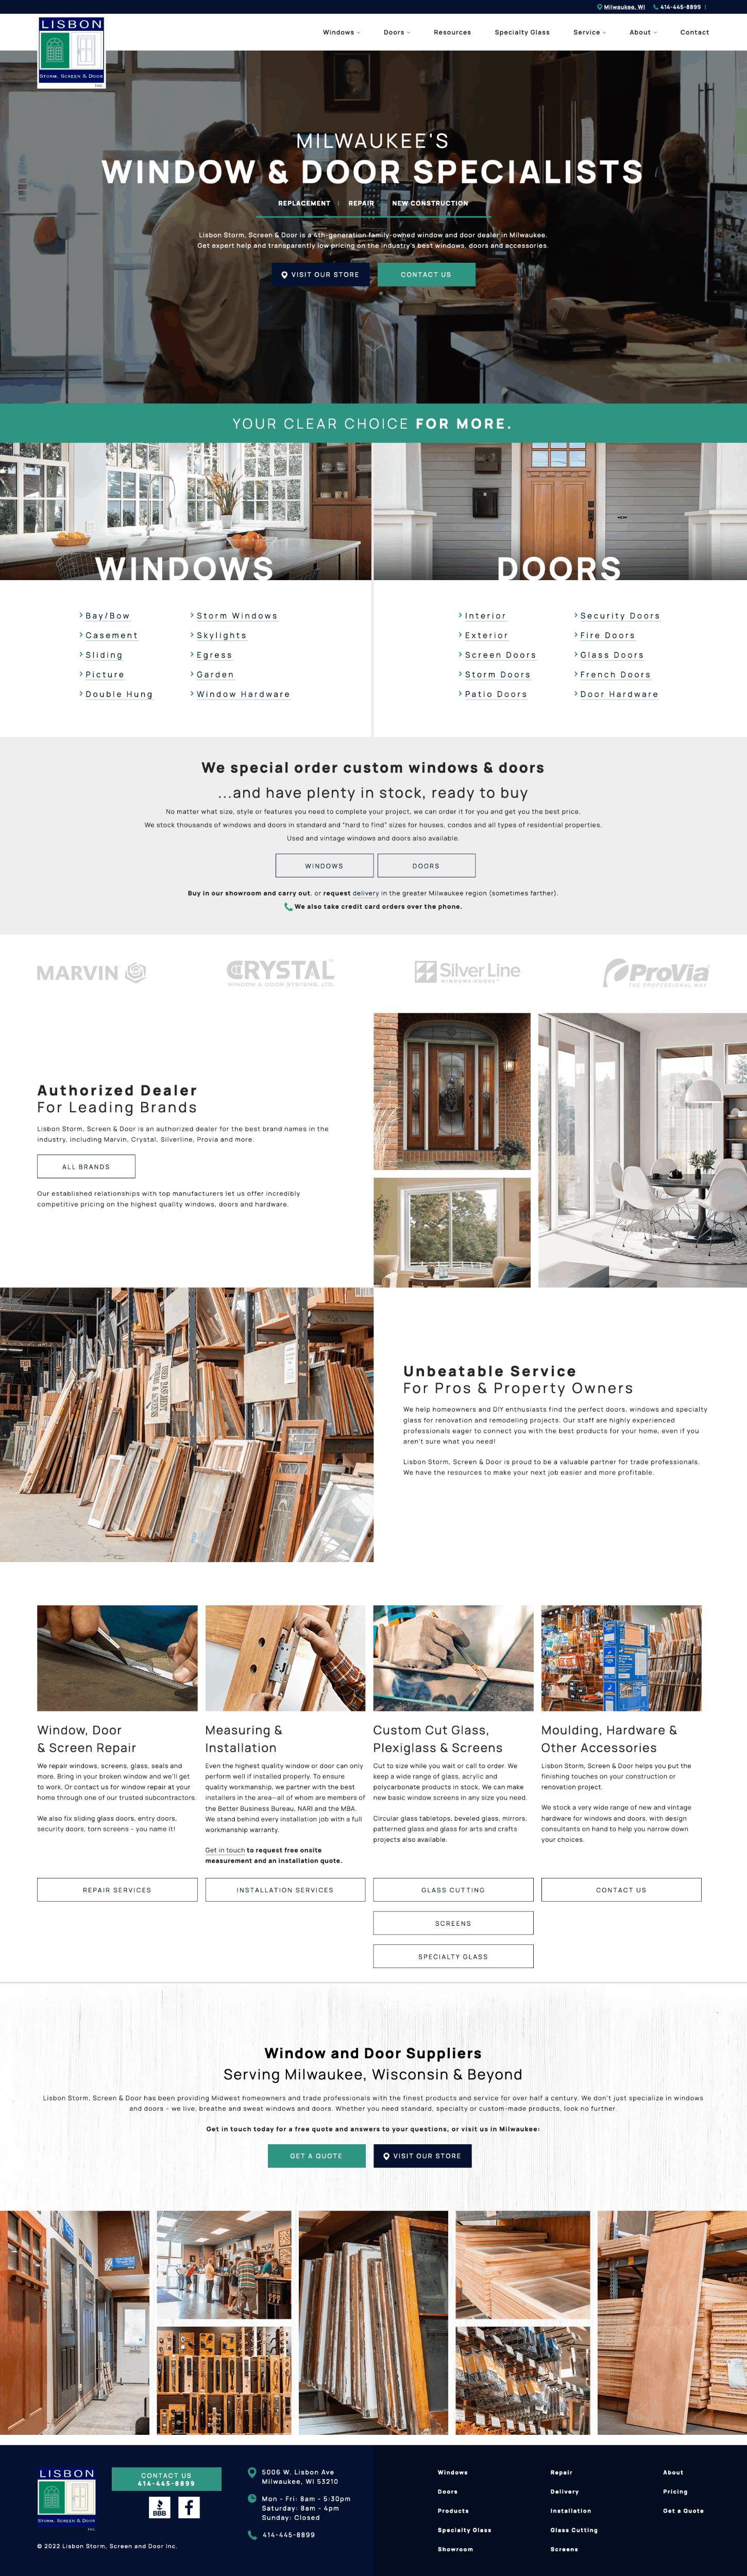 Milwaukee, WI 414-445-8899
LISBON
STORM, SCREEN & DOOR
INC.
Windows Doors Resources Specialty Glass Service About Contact
MILWAUKEE'S
WINDOW & DOOR SPECIALISTS
REPLACEMENT | REPAIR | NEW CONSTRUCTION
Lisbon Storm, Screen & Door is a 4th-generation family-owned window and door dealer in Milwaukee.
Get expert help and transparently low pricing on the industry's best windows, doors and accessories.
VISIT OUR STORE CONTACT US
YOUR CLEAR CHOICE FOR MORE.
WINDOWS
Bay/Bow Storm Windows
Casement Skylights
Sliding Egress
Picture Garden
Double Hung Window Hardware
DOORS
Interior Security Doors
Exterior Fire Doors
Screen Doors Glass Doors
Storm Doors French Doors
Patio Doors Door Hardware
We special order custom windows & doors
...and have plenty in stock, ready to buy
No matter what size, style or features you need to complete your project, we can order it for you and get you the best price.
We stock thousands of windows and doors in standard and "hard to find" sizes for houses, condos and all types of residential properties.
Used and vintage windows and doors also available.
WINDOWS DOORS
Buy in our showroom and carry out, or request delivery in the greater Milwaukee region (sometimes farther).
We also take credit card orders over the phone.
MARVIN
CRYSTAL
WINDOW & DOOR SYSTEMS, LTD.
Silver Line
WINDOWS|DOORS
ProVia
THE PROFESSIONAL WAY
Authorized Dealer
For Leading Brands
Lisbon Storm, Screen & Door is an authorized dealer for the best brand names in the
industry, including Marvin, Crystal, Silverline, Provia and more.
ALL BRANDS
Our established relationships with top manufacturers let us offer incredibly
competitive pricing on the highest quality windows, doors and hardware.
Unbeatable Service
For Pros & Property Owners
We help homeowners and DIY enthusiasts find the perfect doors, windows and specialty
glass for renovation and remodeling projects. Our staff are highly experienced
professionals eager to connect you with the best products for your home, even if you
aren't sure what you need!
Lisbon Storm, Screen & Door is proud to be a valuable partner for trade professionals.
We have the resources to make your next job easier and more profitable.
Window, Door
& Screen Repair
We repair windows, screens, glass, seals and
more. Bring in your broken window and we'll get
to work. Or contact us for window repair at your
home through one of our trusted subcontractors.
We also fix sliding glass doors, entry doors,
security doors, torn screens – you name it!
REPAIR SERVICES
Measuring &
Installation
Even the highest quality window or door can only
perform well if installed properly. To ensure
quality workmanship, we partner with the best
installers in the area—all of whom are members of
the Better Business Bureau, NARI and the MBA.
We stand behind every installation job with a full
workmanship warranty.
Get in touch to request free onsite
measurement and an installation quote.
INSTALLATION SERVICES
Custom Cut Glass,
Plexiglass & Screens
Cut to size while you wait or call to order. We
keep a wide range of glass, acrylic and
polycarbonate products in stock. We can make
new basic window screens in any size you need.
Circular glass tabletops, beveled glass, mirrors,
patterned glass and glass for arts and crafts
projects also available.
GLASS CUTTING
SCREENS
SPECIALTY GLASS
Moulding, Hardware &
Other Accessories
Lisbon Storm, Screen & Door helps you put the
finishing touches on your construction or
renovation project.
We stock a very wide range of new and vintage
hardware for windows and doors, with design
consultants on hand to help you narrow down
your choices.
CONTACT US
Window and Door Suppliers
Serving Milwaukee, Wisconsin & Beyond
Lisbon Storm, Screen & Door has been providing Midwest homeowners and trade professionals with the finest products and service for over half a century. We don't just specialize in windows
and doors – we live, breathe and sweat windows and doors. Whether you need standard, specialty or custom-made products, look no further.
Get in touch today for a free quote and answers to your questions, or visit us in Milwaukee:
GET A QUOTE VISIT OUR STORE
LISBON
STORM, SCREEN & DOOR
INC.
© 2022 Lisbon Storm, Screen and Door Inc.
CONTACT US
414-445-8899
BBB
5006 W. Lisbon Ave
Milwaukee, WI 53210
Mon - Fri: 8am - 5:30pm
Saturday: 8am - 4pm
Sunday: Closed
414-445-8899
Windows Repair About
Doors Delivery Pricing
Products Installation Get a Quote
Specialty Glass Glass Cutting
Showroom Screens